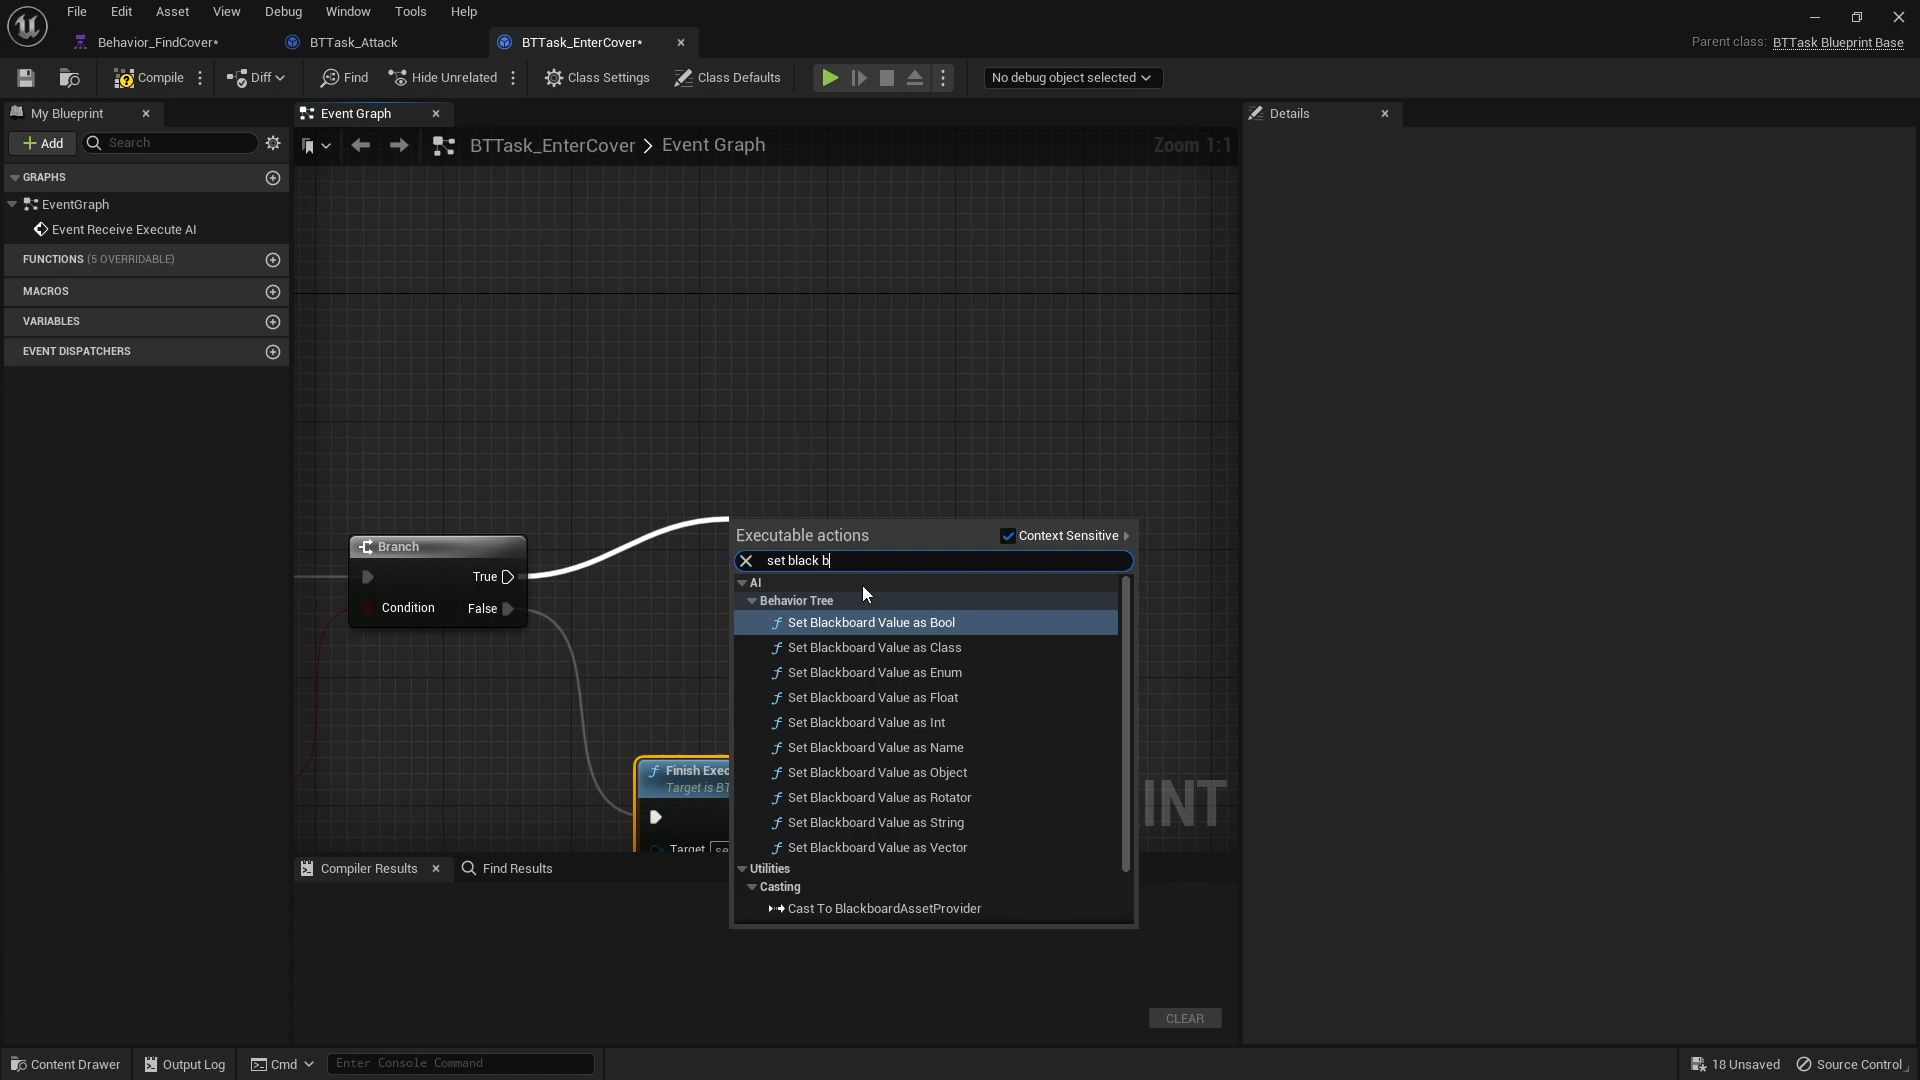 File Edit Asset View Debug Window Tools Help
Behavior_FindCover* BTTask_Attack BTTask_EnterCover* Parent class: BTTask Blueprint Base
Compile Diff Find Hide Unrelated Class Settings Class Defaults No debug object selected
My Blueprint Event Graph Details
Add Search BTTask_EnterCover > Event Graph Zoom 1:1
GRAPHS
EventGraph
Event Receive Execute AI
FUNCTIONS (5 OVERRIDABLE)
MACROS
VARIABLES
EVENT DISPATCHERS
Branch
True
Condition False
Executable actions Context Sensitive
set black b
AI
Behavior Tree
Set Blackboard Value as Bool
Set Blackboard Value as Class
Set Blackboard Value as Enum
Set Blackboard Value as Float
Set Blackboard Value as Int
Set Blackboard Value as Name
Set Blackboard Value as Object
Set Blackboard Value as Rotator
Set Blackboard Value as String
Set Blackboard Value as Vector
Utilities
Casting
Cast To BlackboardAssetProvider
Finish Exec
Target is BT
Target se
INT
Compiler Results Find Results
CLEAR
Content Drawer Output Log Cmd Enter Console Command 18 Unsaved Source Control